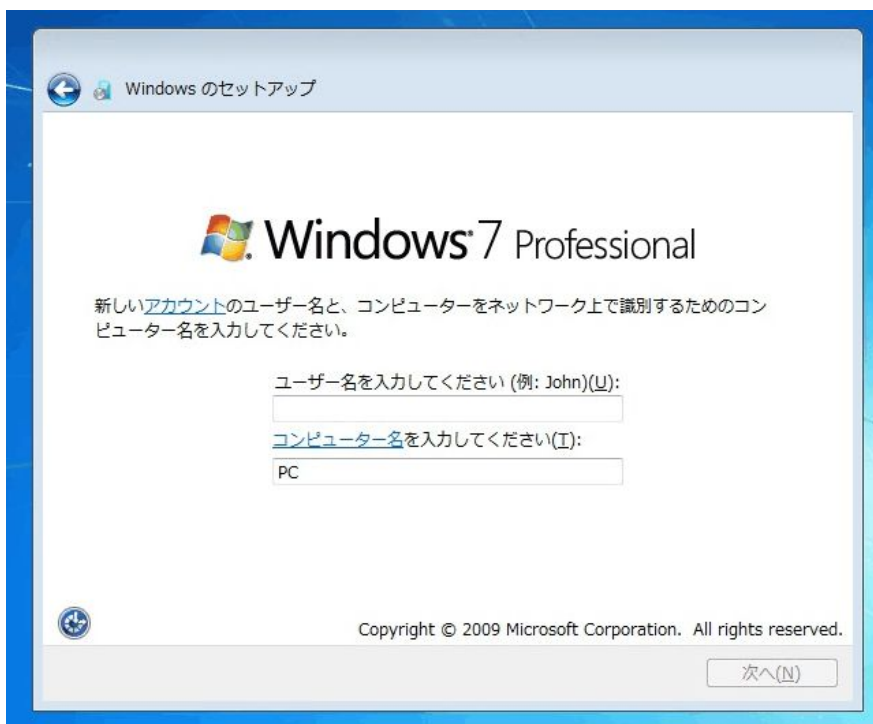 Windows のセットアップ
Windows 7 Professional
新しいアカウントのユーザー名と、コンピューターをネットワーク上で識別するためのコン
ピューター名を入力してください。
ユーザー名を入力してください (例: John)(U):
コンピューター名を入力してください(T):
PC
Copyright © 2009 Microsoft Corporation. All rights reserved.
次へ(N)